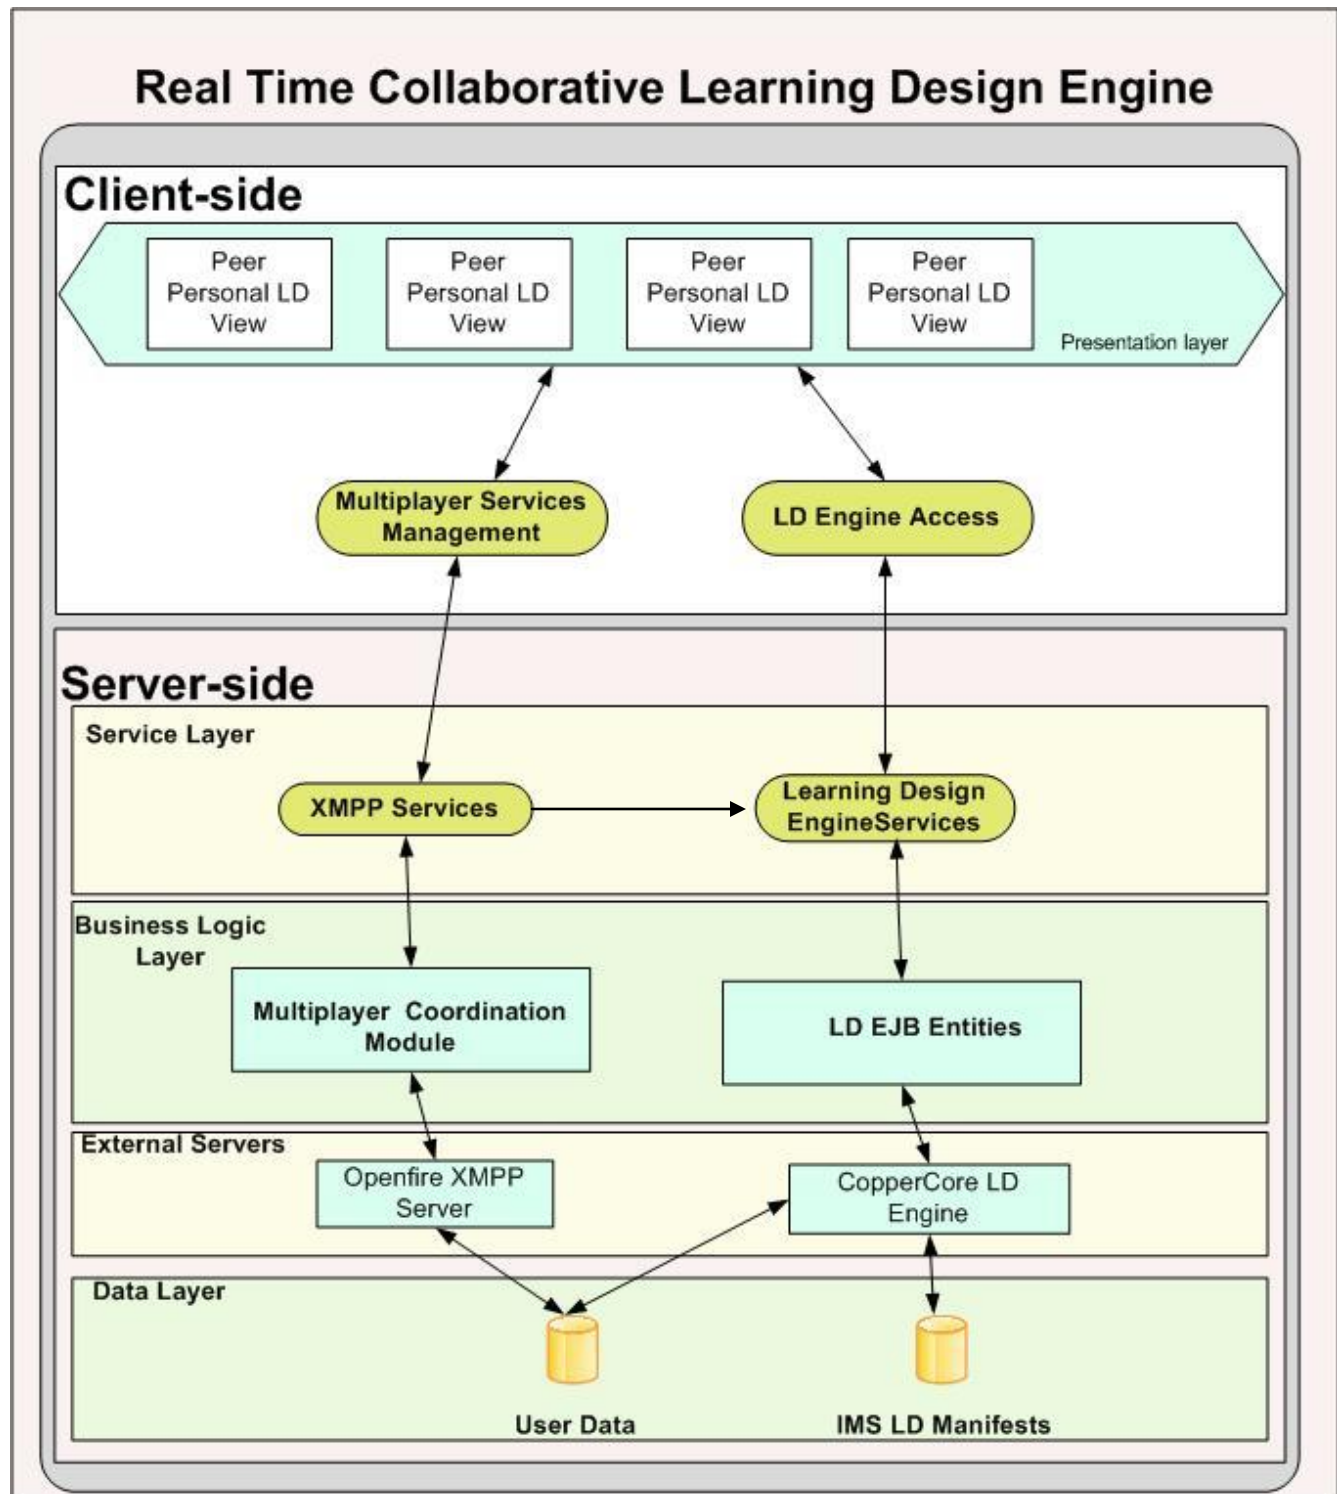 Real Time Collaborative Learning Design Engine
Client-side
Peer
Personal LD
View
Peer
Personal LD
View
Peer
Personal LD
View
Peer
Personal LD
View
Presentation layer
Multiplayer Services
Management
LD Engine Access
Server-side
Service Layer
XMPP Services
Learning Design
EngineServices
Business Logic
Layer
Multiplayer Coordination
Module
LD EJB Entities
External Servers
Openfire XMPP
Server
CopperCore LD
Engine
Data Layer
User Data
IMS LD Manifests